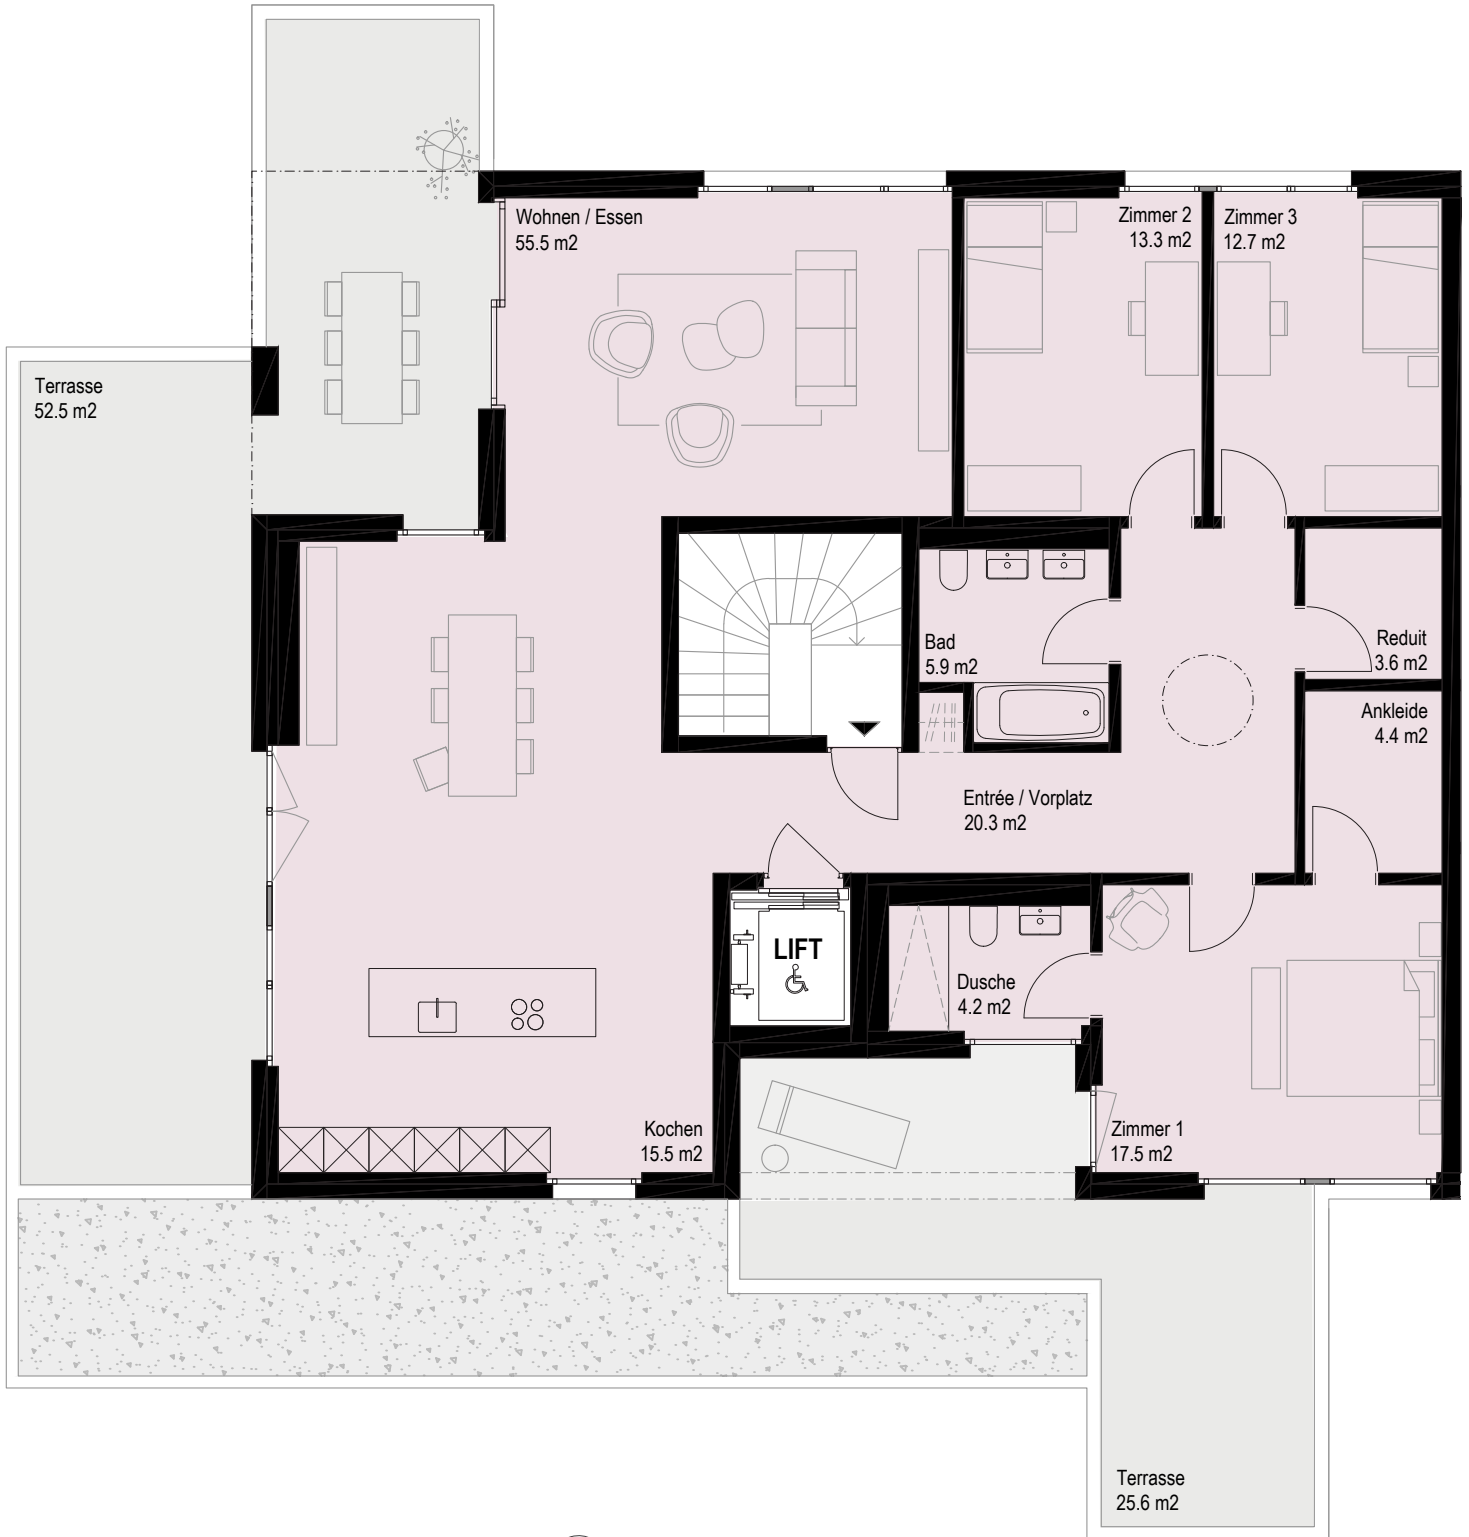 Wohnen / Essen
55.5 m2
Zimmer 2
13.3 m2
Zimmer 3
12.7 m2
Terrasse
52.5 m2
Bad
5.9 m2
Reduit
3.6 m2
Ankleide
4.4 m2
Entrée / Vorplatz
20.3 m2
LIFT
Dusche
4.2 m2
Kochen
15.5 m2
Zimmer 1
17.5 m2
Terrasse
25.6 m2